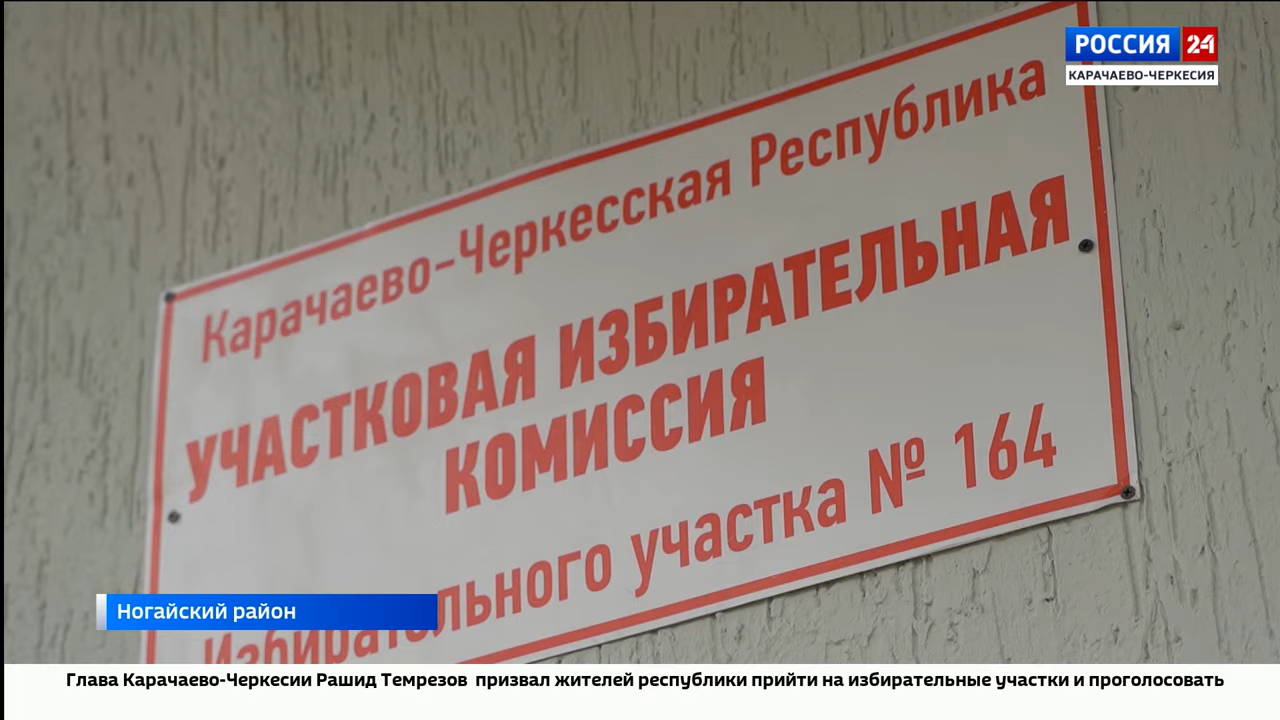 РОССИЯ 24
КАРАЧАЕВО-ЧЕРКЕСИЯ
Карачаево-Черкесская Республика
УЧАСТКОВАЯ ИЗБИРАТЕЛЬНАЯ
КОМИССИЯ
Избирательного участка № 164
Ногайский район
Глава Карачаево-Черкесии Рашид Темрезов призвал жителей республики прийти на избирательные участки и проголосовать